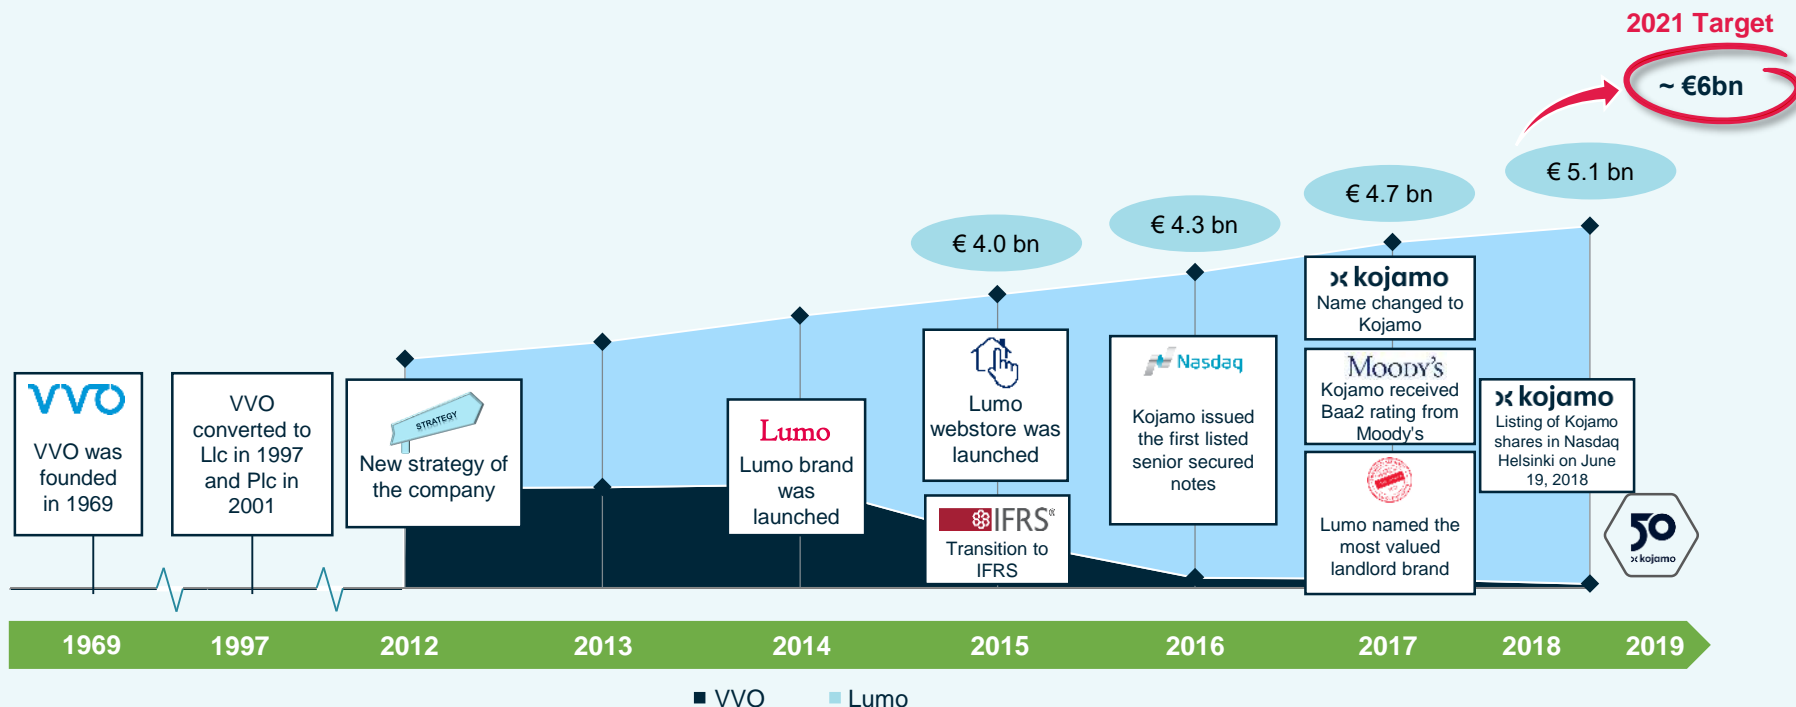 2021 Target
~ €6bn
€ 5.1 bn
€ 4.7 bn
€ 4.3 bn
€ 4.0 bn
VVO
VVO was
founded
in 1969
VVO
converted to
Llc in 1997
and Plc in
2001
STRATEGY
New strategy of
the company
Lumo
Lumo brand
was
launched
Lumo
webstore was
launched
IFRS®
Transition to
IFRS
Nasdaq
Kojamo issued
the first listed
senior secured
notes
kojamo
Name changed to
Kojamo
MOODY'S
Kojamo received
Baa2 rating from
Moody's
Lumo named the
most valued
landlord brand
kojamo
Listing of Kojamo
shares in Nasdaq
Helsinki on June
19, 2018
50
kojamo
1969 1997 2012 2013 2014 2015 2016 2017 2018 2019
VVO Lumo